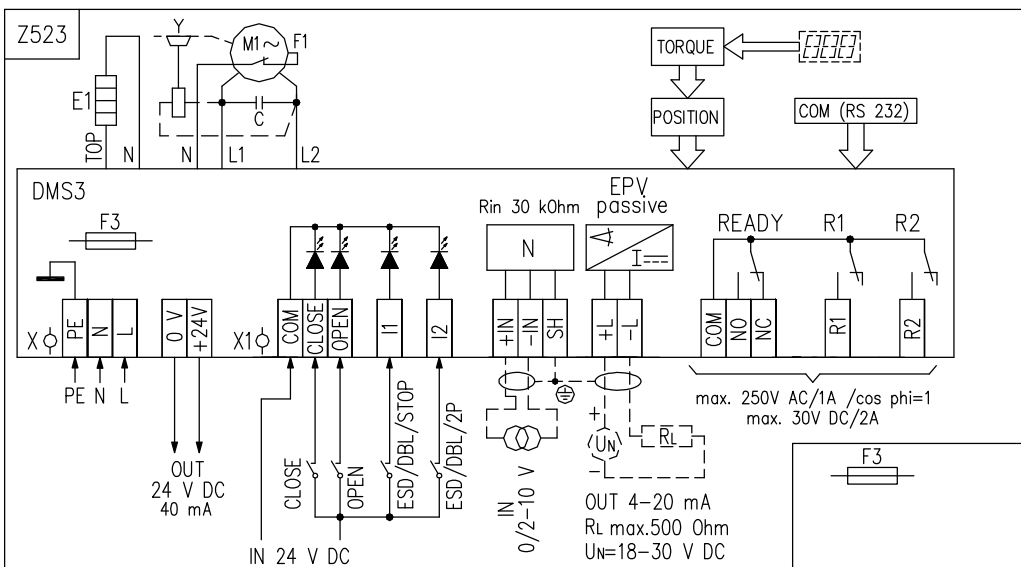 Z523
Y
M1~
F1
TORQUE
E1
C
POSITION
COM (RS 232)
TOP
N
N
L1
L2
DMS3
F3
Rin 30 kOhm
EPV
passive
READY
R1
R2
N
I
X
PE
N
L
0 V
+24V
X1
COM
CLOSE
OPEN
I1
I2
+IN
-IN
SH
+L
-L
COM
NO
NC
R1
R2
PE N L
OUT
24 V DC
40 mA
CLOSE
OPEN
ESD/DBL/STOP
ESD/DBL/2P
IN 24 V DC
IN
0/2-10 V
+
UN
-
RL
OUT 4-20 mA
RL max.500 Ohm
UN=18-30 V DC
max. 250V AC/1A /cos phi=1
max. 30V DC/2A
F3